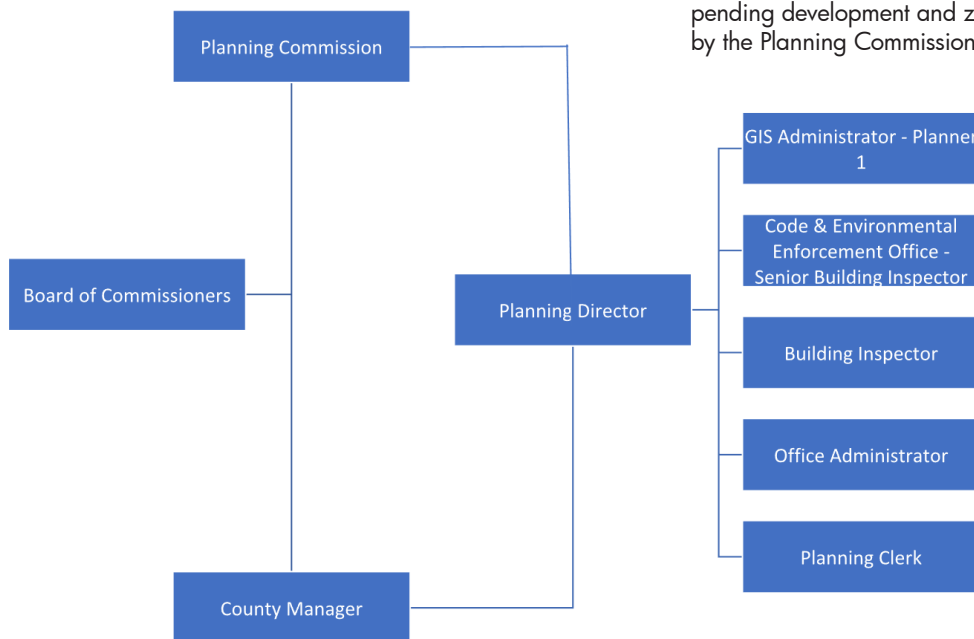 pending development and z
by the Planning Commission
Planning Commission
GIS Administrator - Planner
1
Code & Environmental
Enforcement Office -
Senior Building Inspector
Board of Commissioners
Planning Director
Building Inspector
Office Administrator
Planning Clerk
County Manager